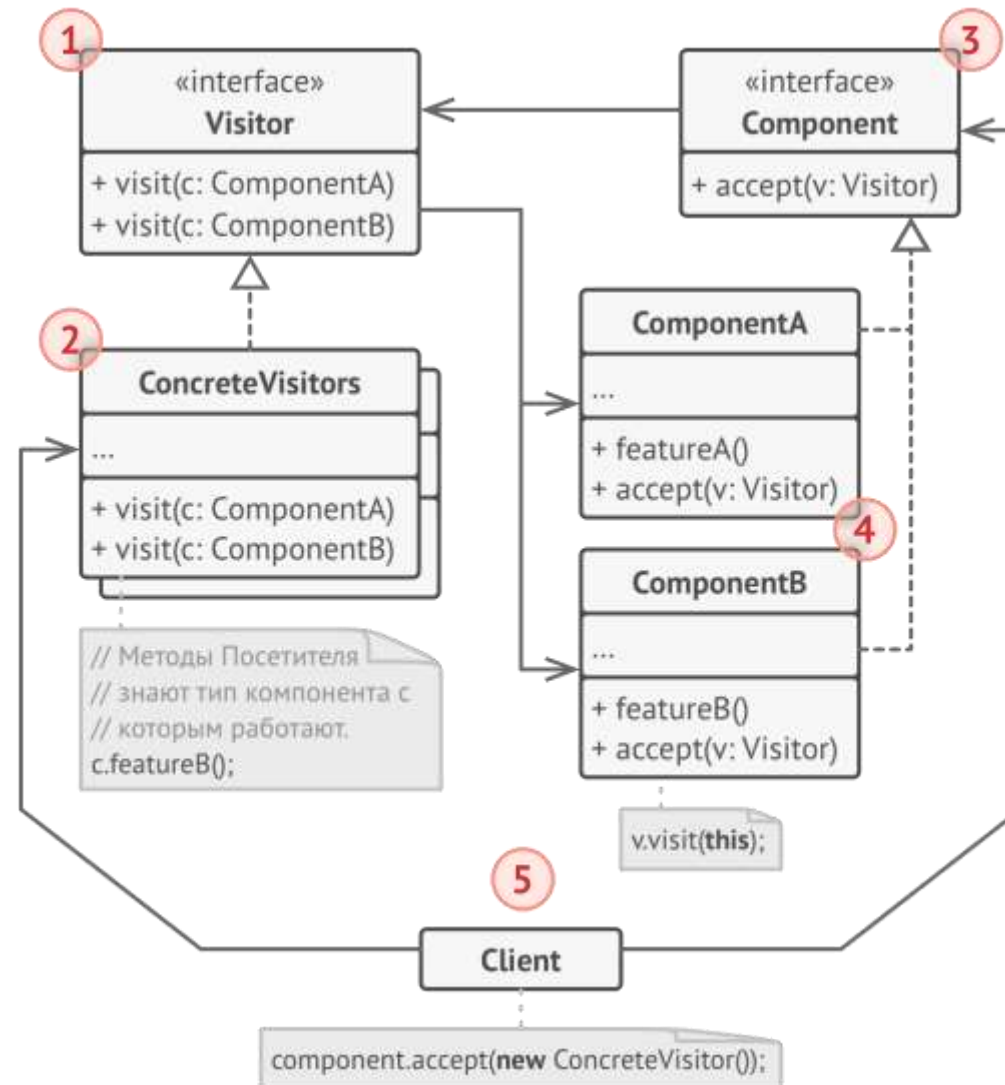 1
«interface»
Visitor
+ visit(c: ComponentA)
+ visit(c: ComponentB)
3
«interface»
Component
+ accept(v: Visitor)
2
ConcreteVisitors
...
+ visit(c: ComponentA)
+ visit(c: ComponentB)
// Методы Посетителя
// знают тип компонента с
// которым работают.
c.featureB();
ComponentA
...
+ featureA()
+ accept(v: Visitor)
4
ComponentB
...
+ featureB()
+ accept(v: Visitor)
v.visit(this);
5
Client
component.accept(new ConcreteVisitor());